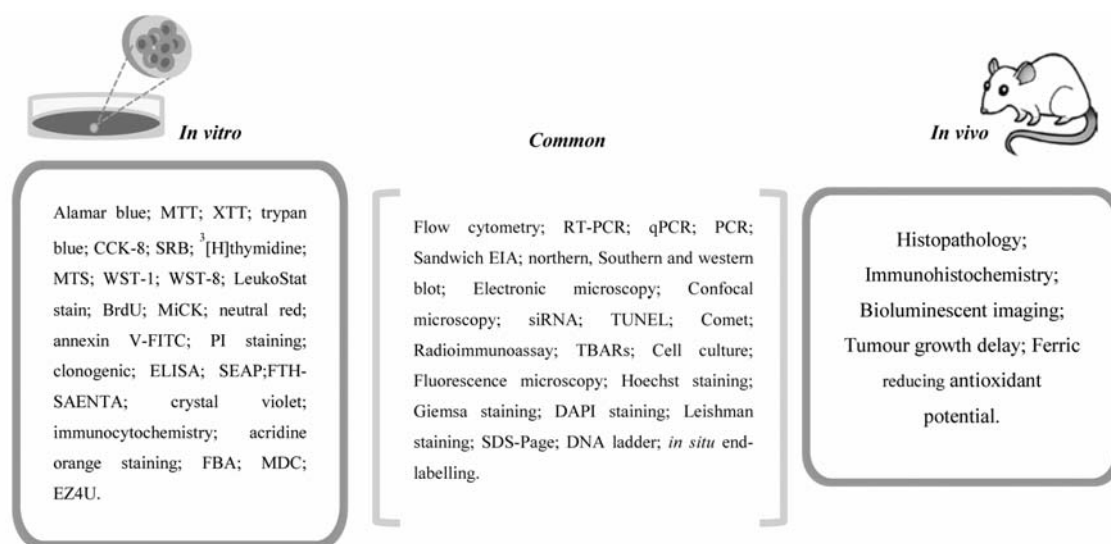 In vitro
Alamar blue; MTT; XTT; trypan
blue; CCK-8; SRB; ³[H]thymidine;
MTS; WST-1; WST-8; LeukoStat
stain; BrdU; MiCK; neutral red;
annexin V-FITC; PI staining;
clonogenic; ELISA; SEAP;FTH-
SAENTA; crystal violet;
immunocytochemistry; acridine
orange staining; FBA; MDC;
EZ4U.
Common
Flow cytometry; RT-PCR; qPCR; PCR;
Sandwich EIA; northern, Southern and western
blot; Electronic microscopy; Confocal
microscopy; siRNA; TUNEL; Comet;
Radioimmunoassay; TBARs; Cell culture;
Fluorescence microscopy; Hoechst staining;
Giemsa staining; DAPI staining; Leishman
staining; SDS-Page; DNA ladder; in situ end-
labelling.
In vivo
Histopathology;
Immunohistochemistry;
Bioluminescent imaging;
Tumour growth delay; Ferric
reducing antioxidant
potential.